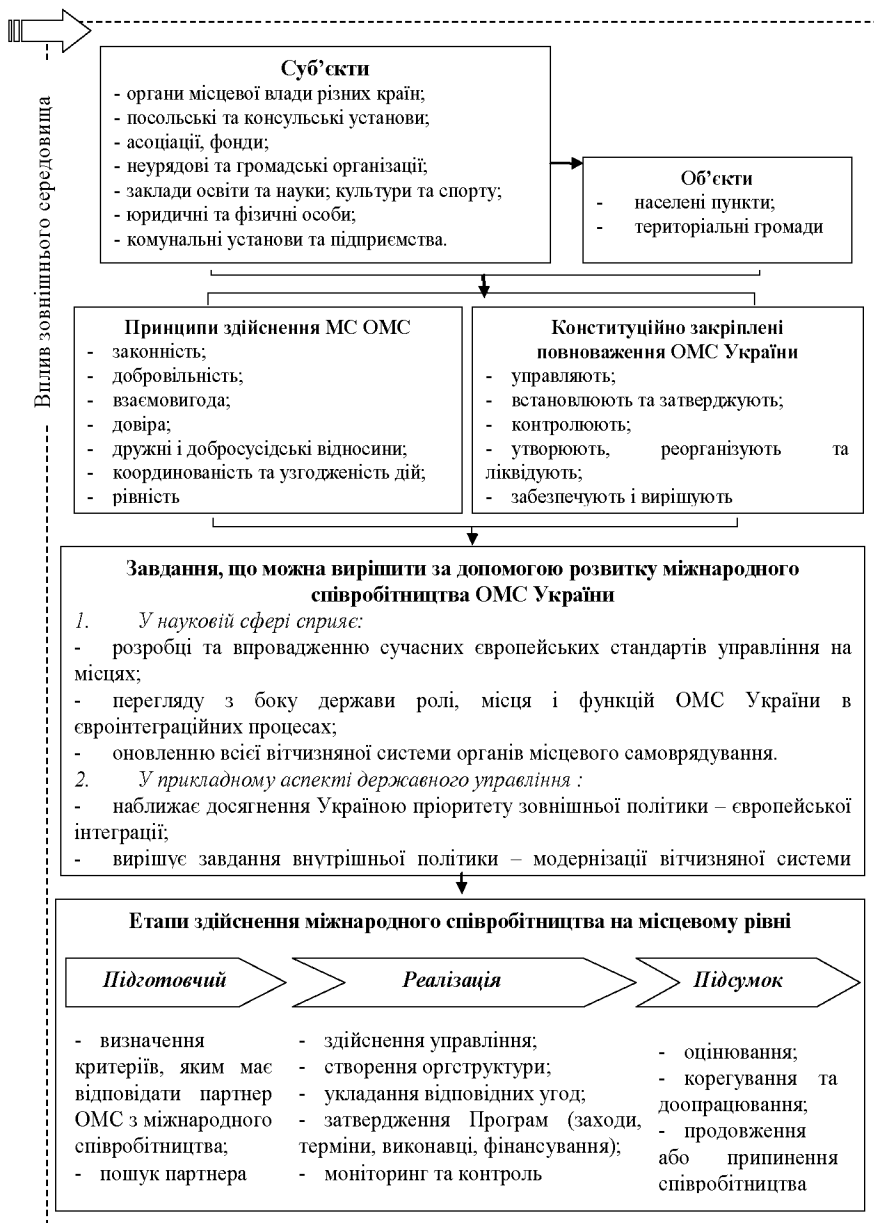 Вплив зовнішнього середовища
Суб’єкти
- органи місцевої влади різних країн;
- посольські та консульські установи;
- асоціації, фонди;
- неурядові та громадські організації;
- заклади освіти та науки; культури та спорту;
- юридичні та фізичні особи;
- комунальні установи та підприємства.
Об’єкти
- населені пункти;
- територіальні громади
Принципи здійснення МС ОМС
- законність;
- добровільність;
- взаємовигода;
- довіра;
- дружні і добросусідські відносини;
- координованість та узгодженість дій;
- рівність
Конституційно закріплені
повноваження ОМС України
- управляють;
- встановлюють та затверджують;
- контролюють;
- утворюють, реорганізують та
ліквідують;
- забезпечують і вирішують
Завдання, що можна вирішити за допомогою розвитку міжнародного
співробітництва ОМС України
1. У науковій сфері сприяє:
- розробці та впровадженню сучасних європейських стандартів управління на
місцях;
- перегляду з боку держави ролі, місця і функцій ОМС України в
євроінтеграційних процесах;
- оновленню всієї вітчизняної системи органів місцевого самоврядування.
2. У прикладному аспекті державного управління :
- наближає досягнення Україною пріоритету зовнішньої політики – європейської
інтеграції;
- вирішує завдання внутрішньої політики – модернізації вітчизняної системи
Етапи здійснення міжнародного співробітництва на місцевому рівні
Підготовчий
- визначення
критеріїв, яким має
відповідати партнер
ОМС з міжнародного
співробітництва;
- пошук партнера
Реалізація
- здійснення управління;
- створення оргструктури;
- укладання відповідних угод;
- затвердження Програм (заходи,
терміни, виконавці, фінансування);
- моніторинг та контроль
Підсумок
- оцінювання;
- корегування та
доопрацювання;
- продовження
або припинення
співробітництва